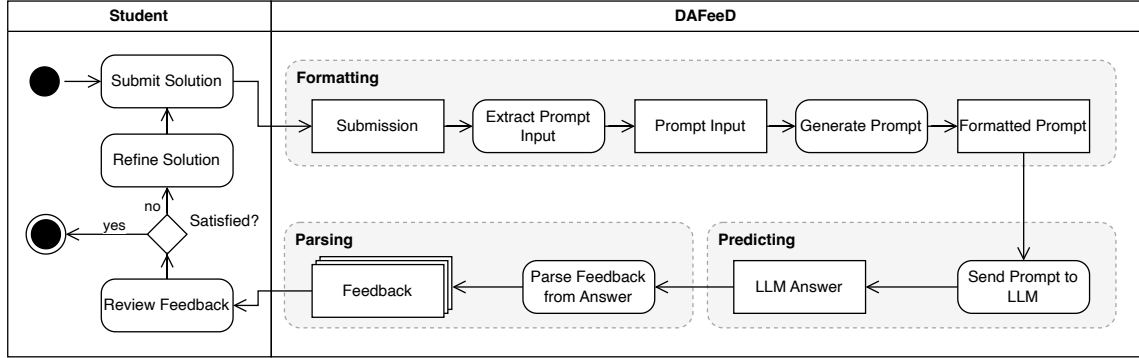 Student
DAFeeD
Submit Solution
Refine Solution
no
Satisfied?
yes
Review Feedback
Formatting
Submission
Extract Prompt
Input
Prompt Input
Generate Prompt
Formatted Prompt
Parsing
Feedback
Parse Feedback
from Answer
Predicting
LLM Answer
Send Prompt to
LLM